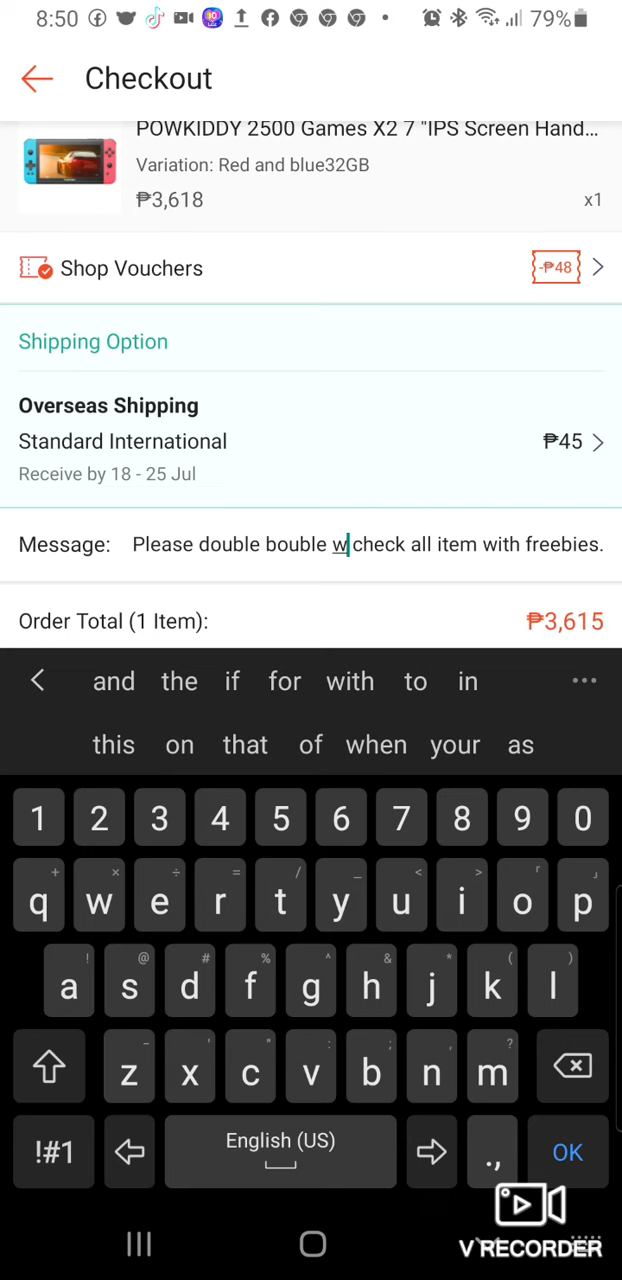 8:50 79%
Checkout
POWKIDDY 2500 Games X2 7 "IPS Screen Hand...
Variation: Red and blue32GB
₱3,618 x1
Shop Vouchers -₱48
Shipping Option
Overseas Shipping
Standard International ₱45
Receive by 18 - 25 Jul
Message: Please double bouble w check all item with freebies.
Order Total (1 Item): ₱3,615
and the if for with to in
this on that of when your as
1 2 3 4 5 6 7 8 9 0
q w e r t y u i o p
a s d f g h j k l
z x c v b n m
!#1 English (US) ., OK
V RECORDER